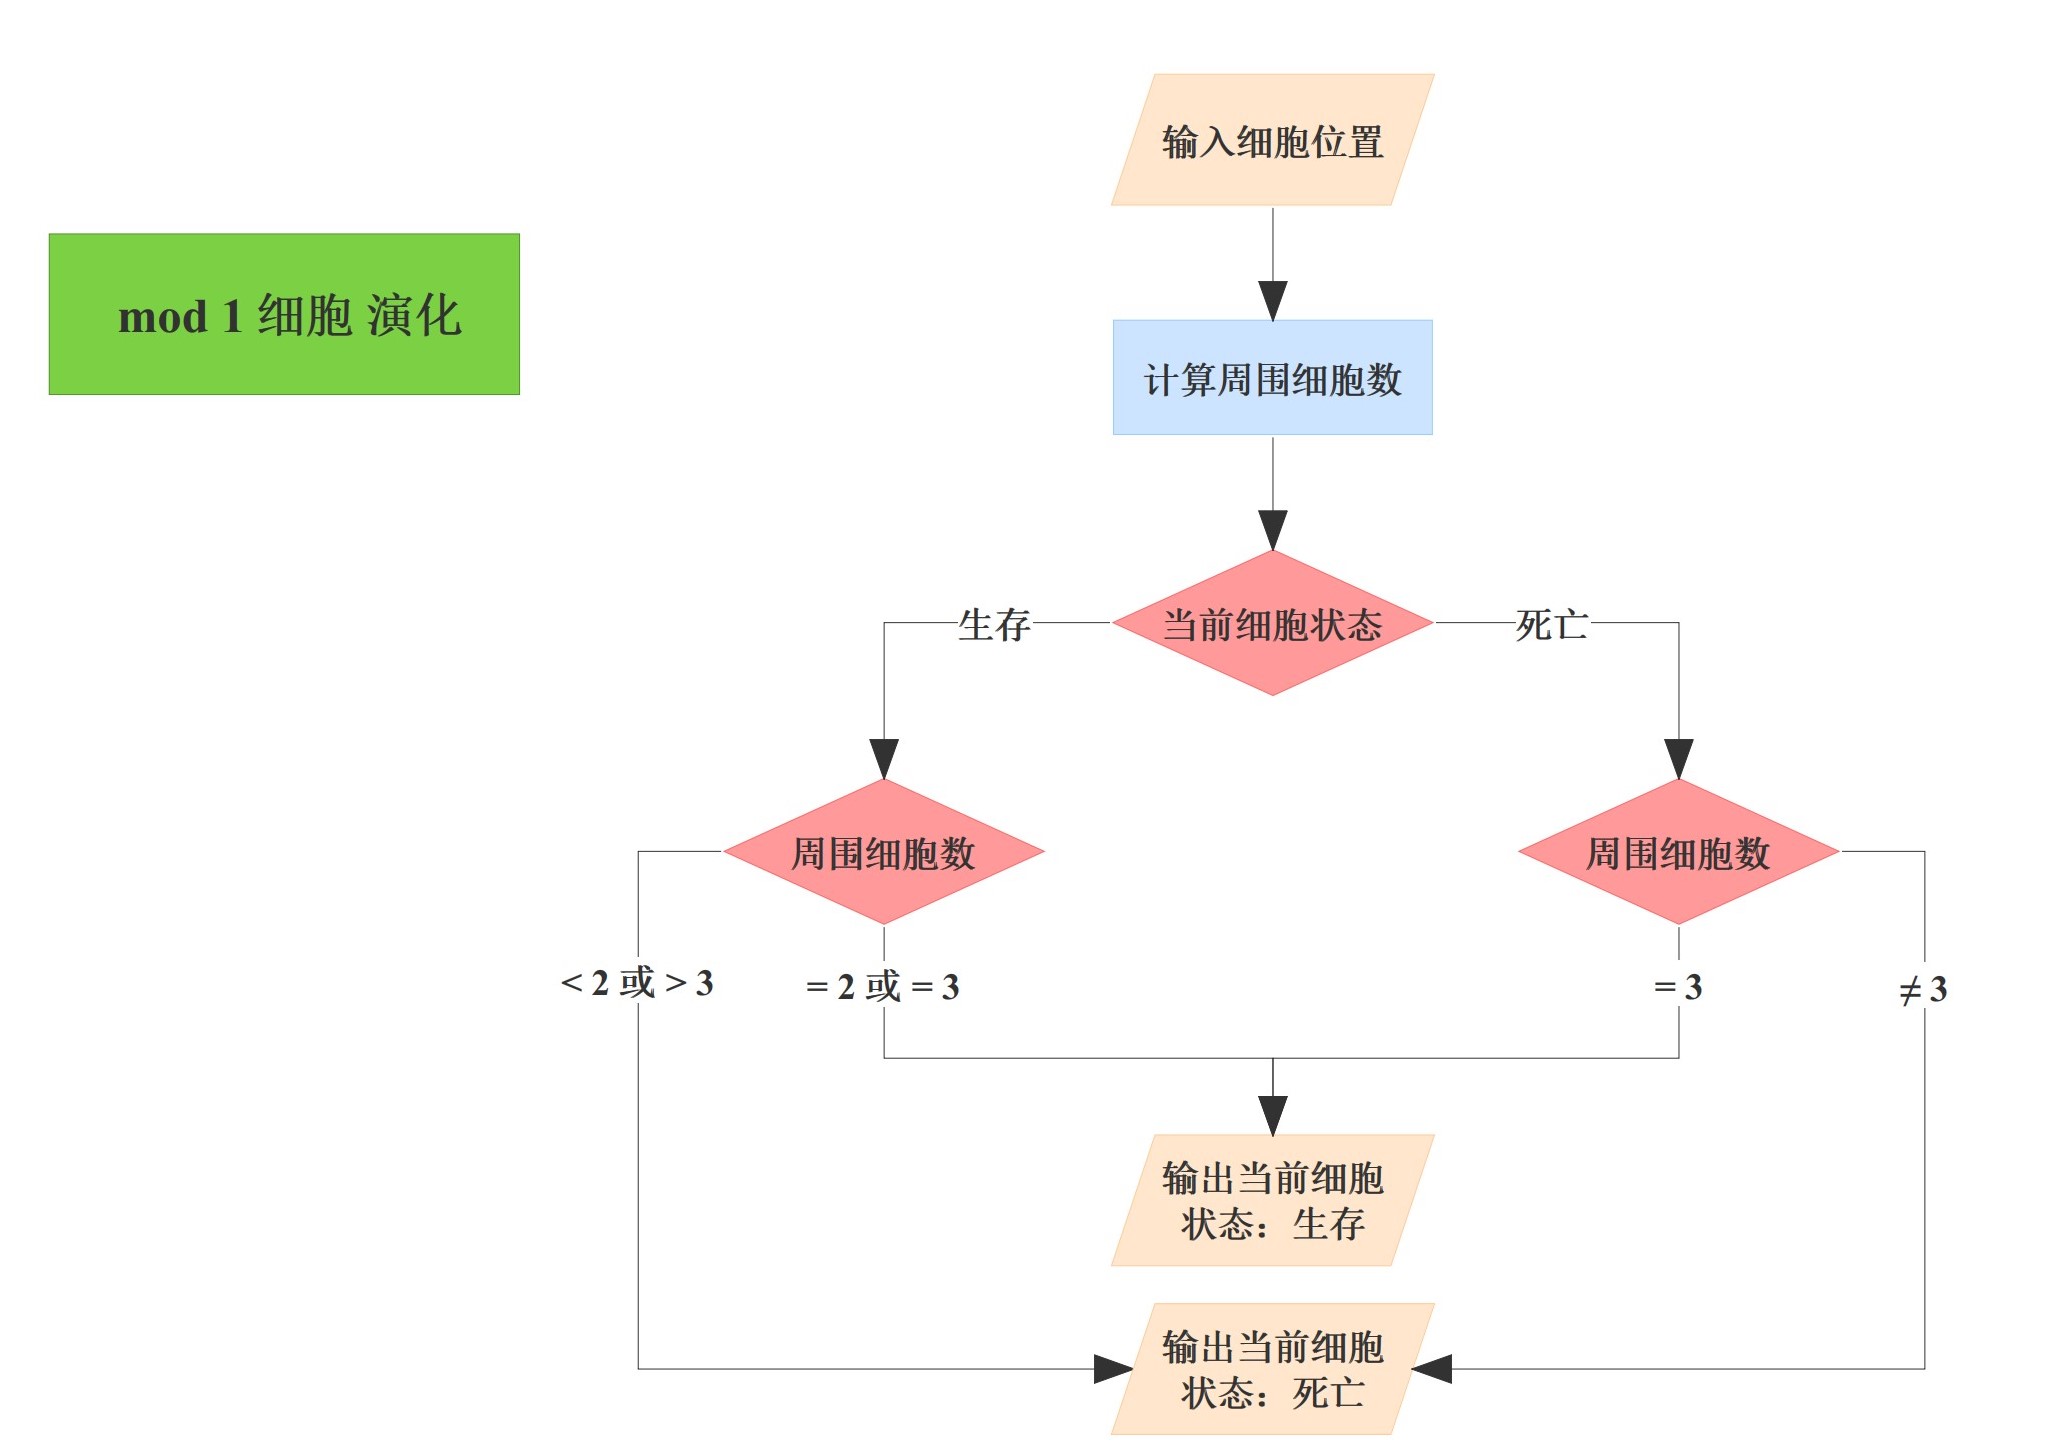 输入细胞位置
mod 1 细胞 演化
计算周围细胞数
当前细胞状态
生存
死亡
周围细胞数
周围细胞数
< 2 或 > 3
= 2 或 = 3
= 3
≠ 3
输出当前细胞
状态：生存
输出当前细胞
状态：死亡